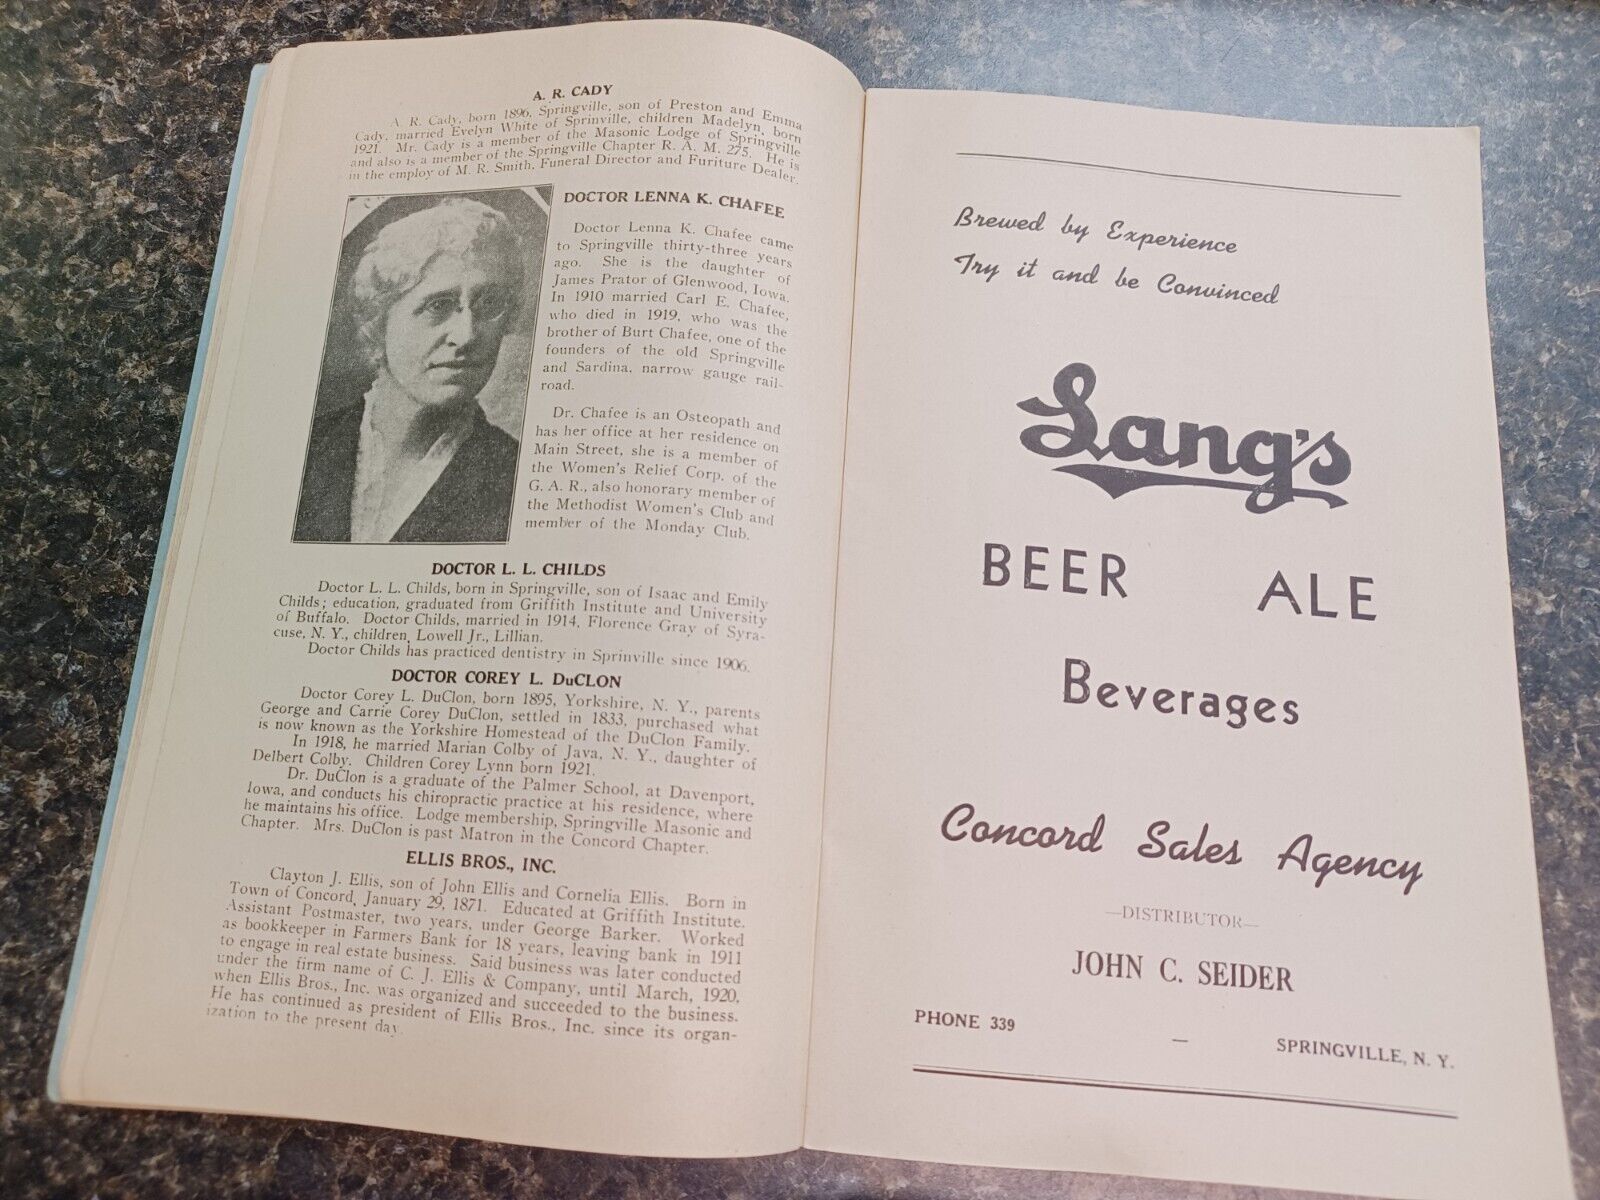 A. R. CADY
A. R. Cady, born 1896, Springville, son of Preston and Emma
Cady, married Evelyn White of Sprinville, children Madelyn, born
1921. Mr. Cady is a member of the Masonic Lodge of Springville
and also is a member of the Springville Chapter R. A. M. 275. He is
in the employ of M. R. Smith, Funeral Director and Furiture Dealer.
DOCTOR LENNA K. CHAFEE
Doctor Lenna K. Chafee came
to Springville thirty-three years
ago. She is the daughter of
James Prator of Glenwood, Iowa.
In 1910 married Carl E. Chafee,
who died in 1919, who was the
brother of Burt Chafee, one of the
founders of the old Springville
and Sardina, narrow gauge rail-
road.
Dr. Chafee is an Osteopath and
has her office at her residence on
Main Street, she is a member of
the Women's Relief Corp. of the
G. A. R., also honorary member of
the Methodist Women's Club and
member of the Monday Club.
DOCTOR L. L. CHILDS
Doctor L. L. Childs, born in Springville, son of Isaac and Emily
Childs; education, graduated from Griffith Institute and University
of Buffalo. Doctor Childs, married in 1914, Florence Gray of Syra-
cuse, N. Y., children, Lowell Jr., Lillian.
Doctor Childs has practiced dentistry in Sprinville since 1906.
DOCTOR COREY L. DuCLON
Doctor Corey L. DuClon, born 1895, Yorkshire, N. Y., parents
George and Carrie Corey DuClon, settled in 1833, purchased what
is now known as the Yorkshire Homestead of the DuClon Family.
In 1918, he married Marian Colby of Java, N. Y., daughter of
Delbert Colby. Children Corey Lynn born 1921.
Dr. DuClon is a graduate of the Palmer School, at Davenport,
Iowa, and conducts his chiropractic practice at his residence, where
he maintains his office. Lodge membership, Springville Masonic and
Chapter. Mrs. DuClon is past Matron in the Concord Chapter.
ELLIS BROS., INC.
Clayton J. Ellis, son of John Ellis and Cornelia Ellis. Born in
Town of Concord, January 29, 1871. Educated at Griffith Institute.
Assistant Postmaster, two years, under George Barker. Worked
as bookkeeper in Farmers Bank for 18 years, leaving bank in 1911
to engage in real estate business. Said business was later conducted
under the firm name of C. J. Ellis & Company, until March, 1920,
when Ellis Bros., Inc. was organized and succeeded to the business.
He has continued as president of Ellis Bros., Inc. since its organ-
ization to the present day.
Brewed by Experience
Try it and be Convinced
Lang's
BEER ALE
Beverages
Concord Sales Agency
—DISTRIBUTOR—
JOHN C. SEIDER
PHONE 339 — SPRINGVILLE, N. Y.